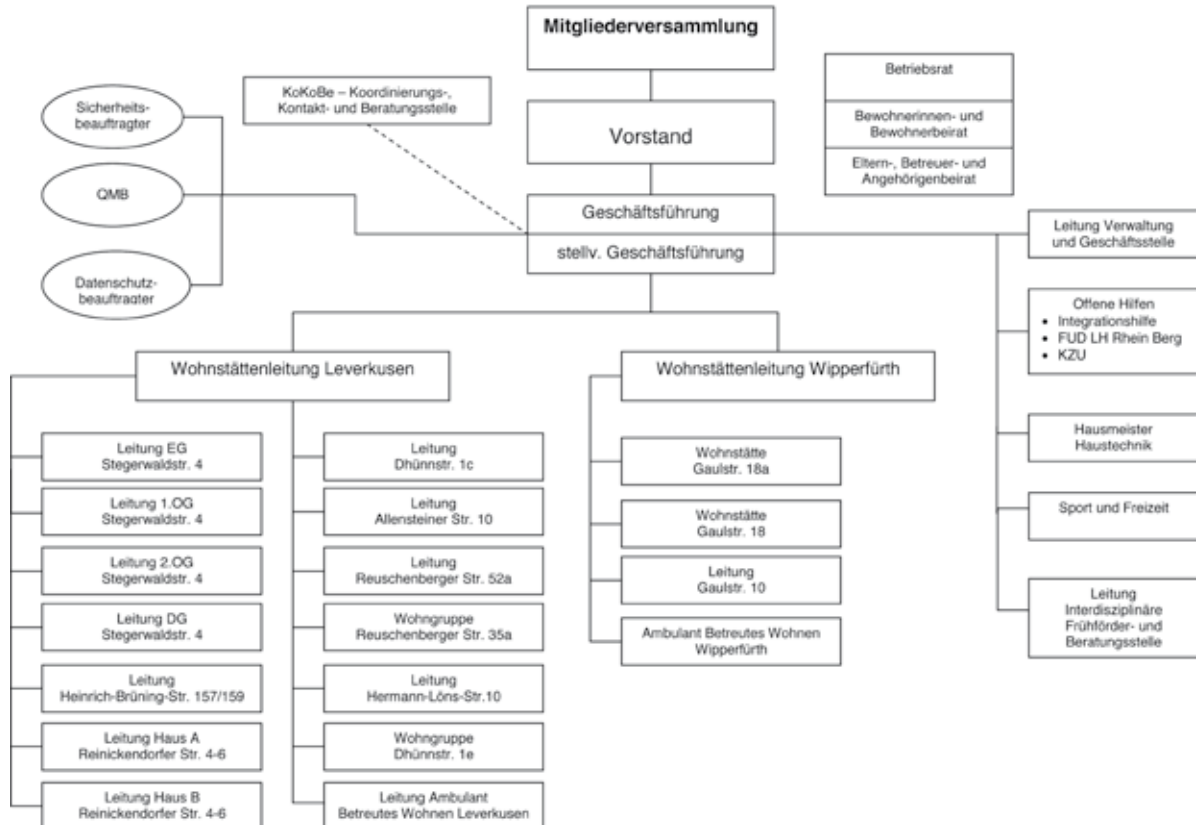 Mitgliederversammlung
Betriebsrat
Bewohnerinnen- und
Bewohnerbeirat
Eltern-, Betreuer- und
Angehörigenbeirat
KoKoBe – Koordinierungs-,
Kontakt- und Beratungsstelle
Sicherheits-
beauftragter
QMB
Datenschutz-
beauftragter
Vorstand
Geschäftsführung
stellv. Geschäftsführung
Leitung Verwaltung
und Geschäftsstelle
Offene Hilfen
• Integrationshilfe
• FUD LH Rhein Berg
• KZU
Hausmeister
Haustechnik
Sport und Freizeit
Leitung
Interdisziplinäre
Frühförder- und
Beratungsstelle
Wohnstättenleitung Leverkusen
Leitung EG
Stegerwaldstr. 4
Leitung 1.OG
Stegerwaldstr. 4
Leitung 2.OG
Stegerwaldstr. 4
Leitung DG
Stegerwaldstr. 4
Leitung
Heinrich-Brüning-Str. 157/159
Leitung Haus A
Reinickendorfer Str. 4-6
Leitung Haus B
Reinickendorfer Str. 4-6
Leitung
Dhünnstr. 1c
Leitung
Allensteiner Str. 10
Leitung
Reuschenberger Str. 52a
Wohngruppe
Reuschenberger Str. 35a
Leitung
Hermann-Löns-Str.10
Wohngruppe
Dhünnstr. 1e
Leitung Ambulant
Betreutes Wohnen Leverkusen
Wohnstättenleitung Wipperfürth
Wohnstätte
Gaulstr. 18a
Wohnstätte
Gaulstr. 18
Leitung
Gaulstr. 10
Ambulant Betreutes Wohnen
Wipperfürth